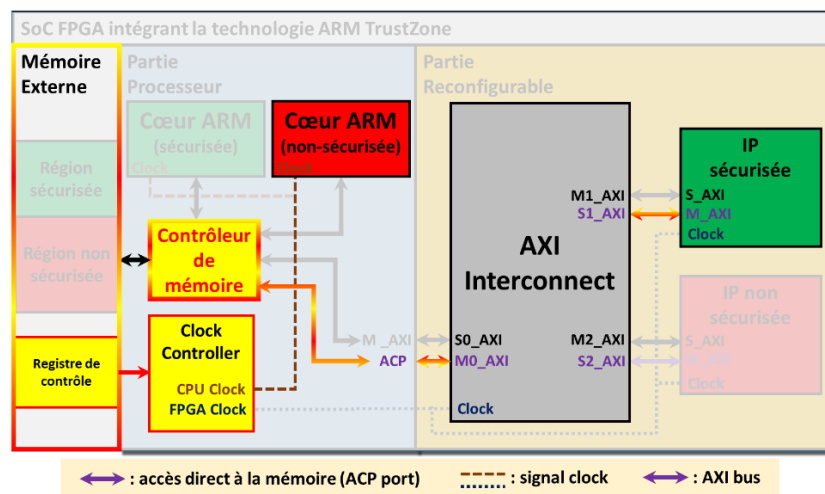 SoC FPGA intégrant la technologie ARM TrustZone
Mémoire
Externe
Partie
Processeur
Partie
Reconfigurable
Cœur ARM
(sécurisée)
Clock
Cœur ARM
(non-sécurisée)
Clock
IP
sécurisée
S_AXI
M_AXI
Clock
Région
sécurisée
Région non
sécurisée
Contrôleur
de
mémoire
M1_AXI
S1_AXI
AXI
Interconnect
IP non
sécurisée
S_AXI
Clock
Registre de
contrôle
Clock
Controller
CPU Clock
FPGA Clock
M_AXI
ACP
S0_AXI
M0_AXI
M2_AXI
S2_AXI
Clock
: accès direct à la mémoire (ACP port)
: signal clock
: AXI bus